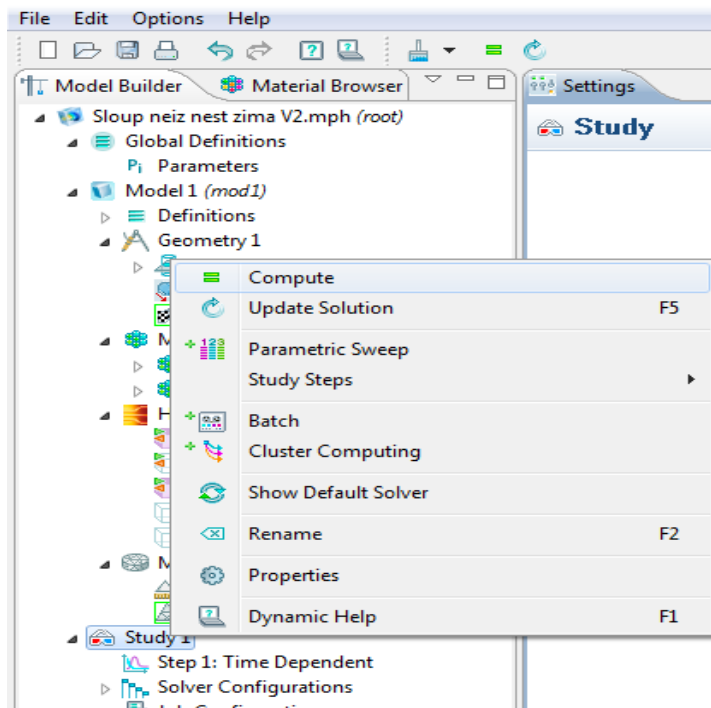 File Edit Options Help
Model Builder Material Browser Settings
Sloup neiz nest zima V2.mph (root)
Study
Global Definitions
Pi Parameters
Model 1 (mod1)
Definitions
Geometry 1
Compute
Update Solution F5
123
Parametric Sweep
Study Steps
Batch
Cluster Computing
Show Default Solver
Rename F2
Properties
Dynamic Help F1
Study 1
Step 1: Time Dependent
Solver Configurations